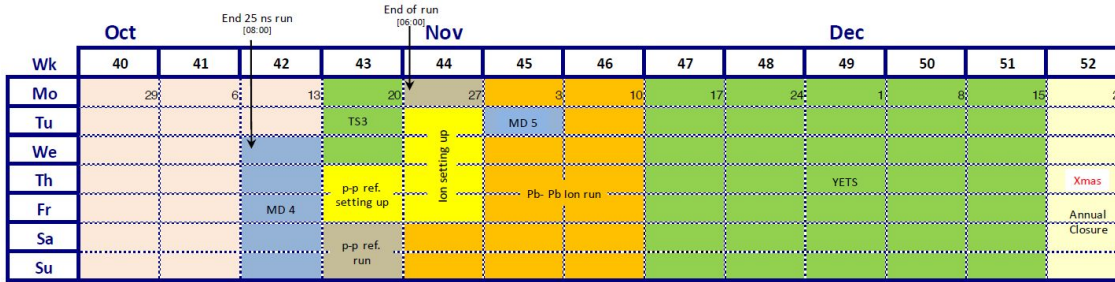 End 25 ns run
[08:00]
End of run
[06:00]
Oct Nov Dec
Wk 40 41 42 43 44 45 46 47 48 49 50 51 52
Mo 29 6 13 20 27 3 10 17 24 1 8 15
Tu TS3 MD 5
We
Th YETS Xmas
Fr MD 4 Annual
Sa Closure
Su
p-p ref.
setting up
p-p ref.
run
Ion setting up
Pb- Pb Ion run